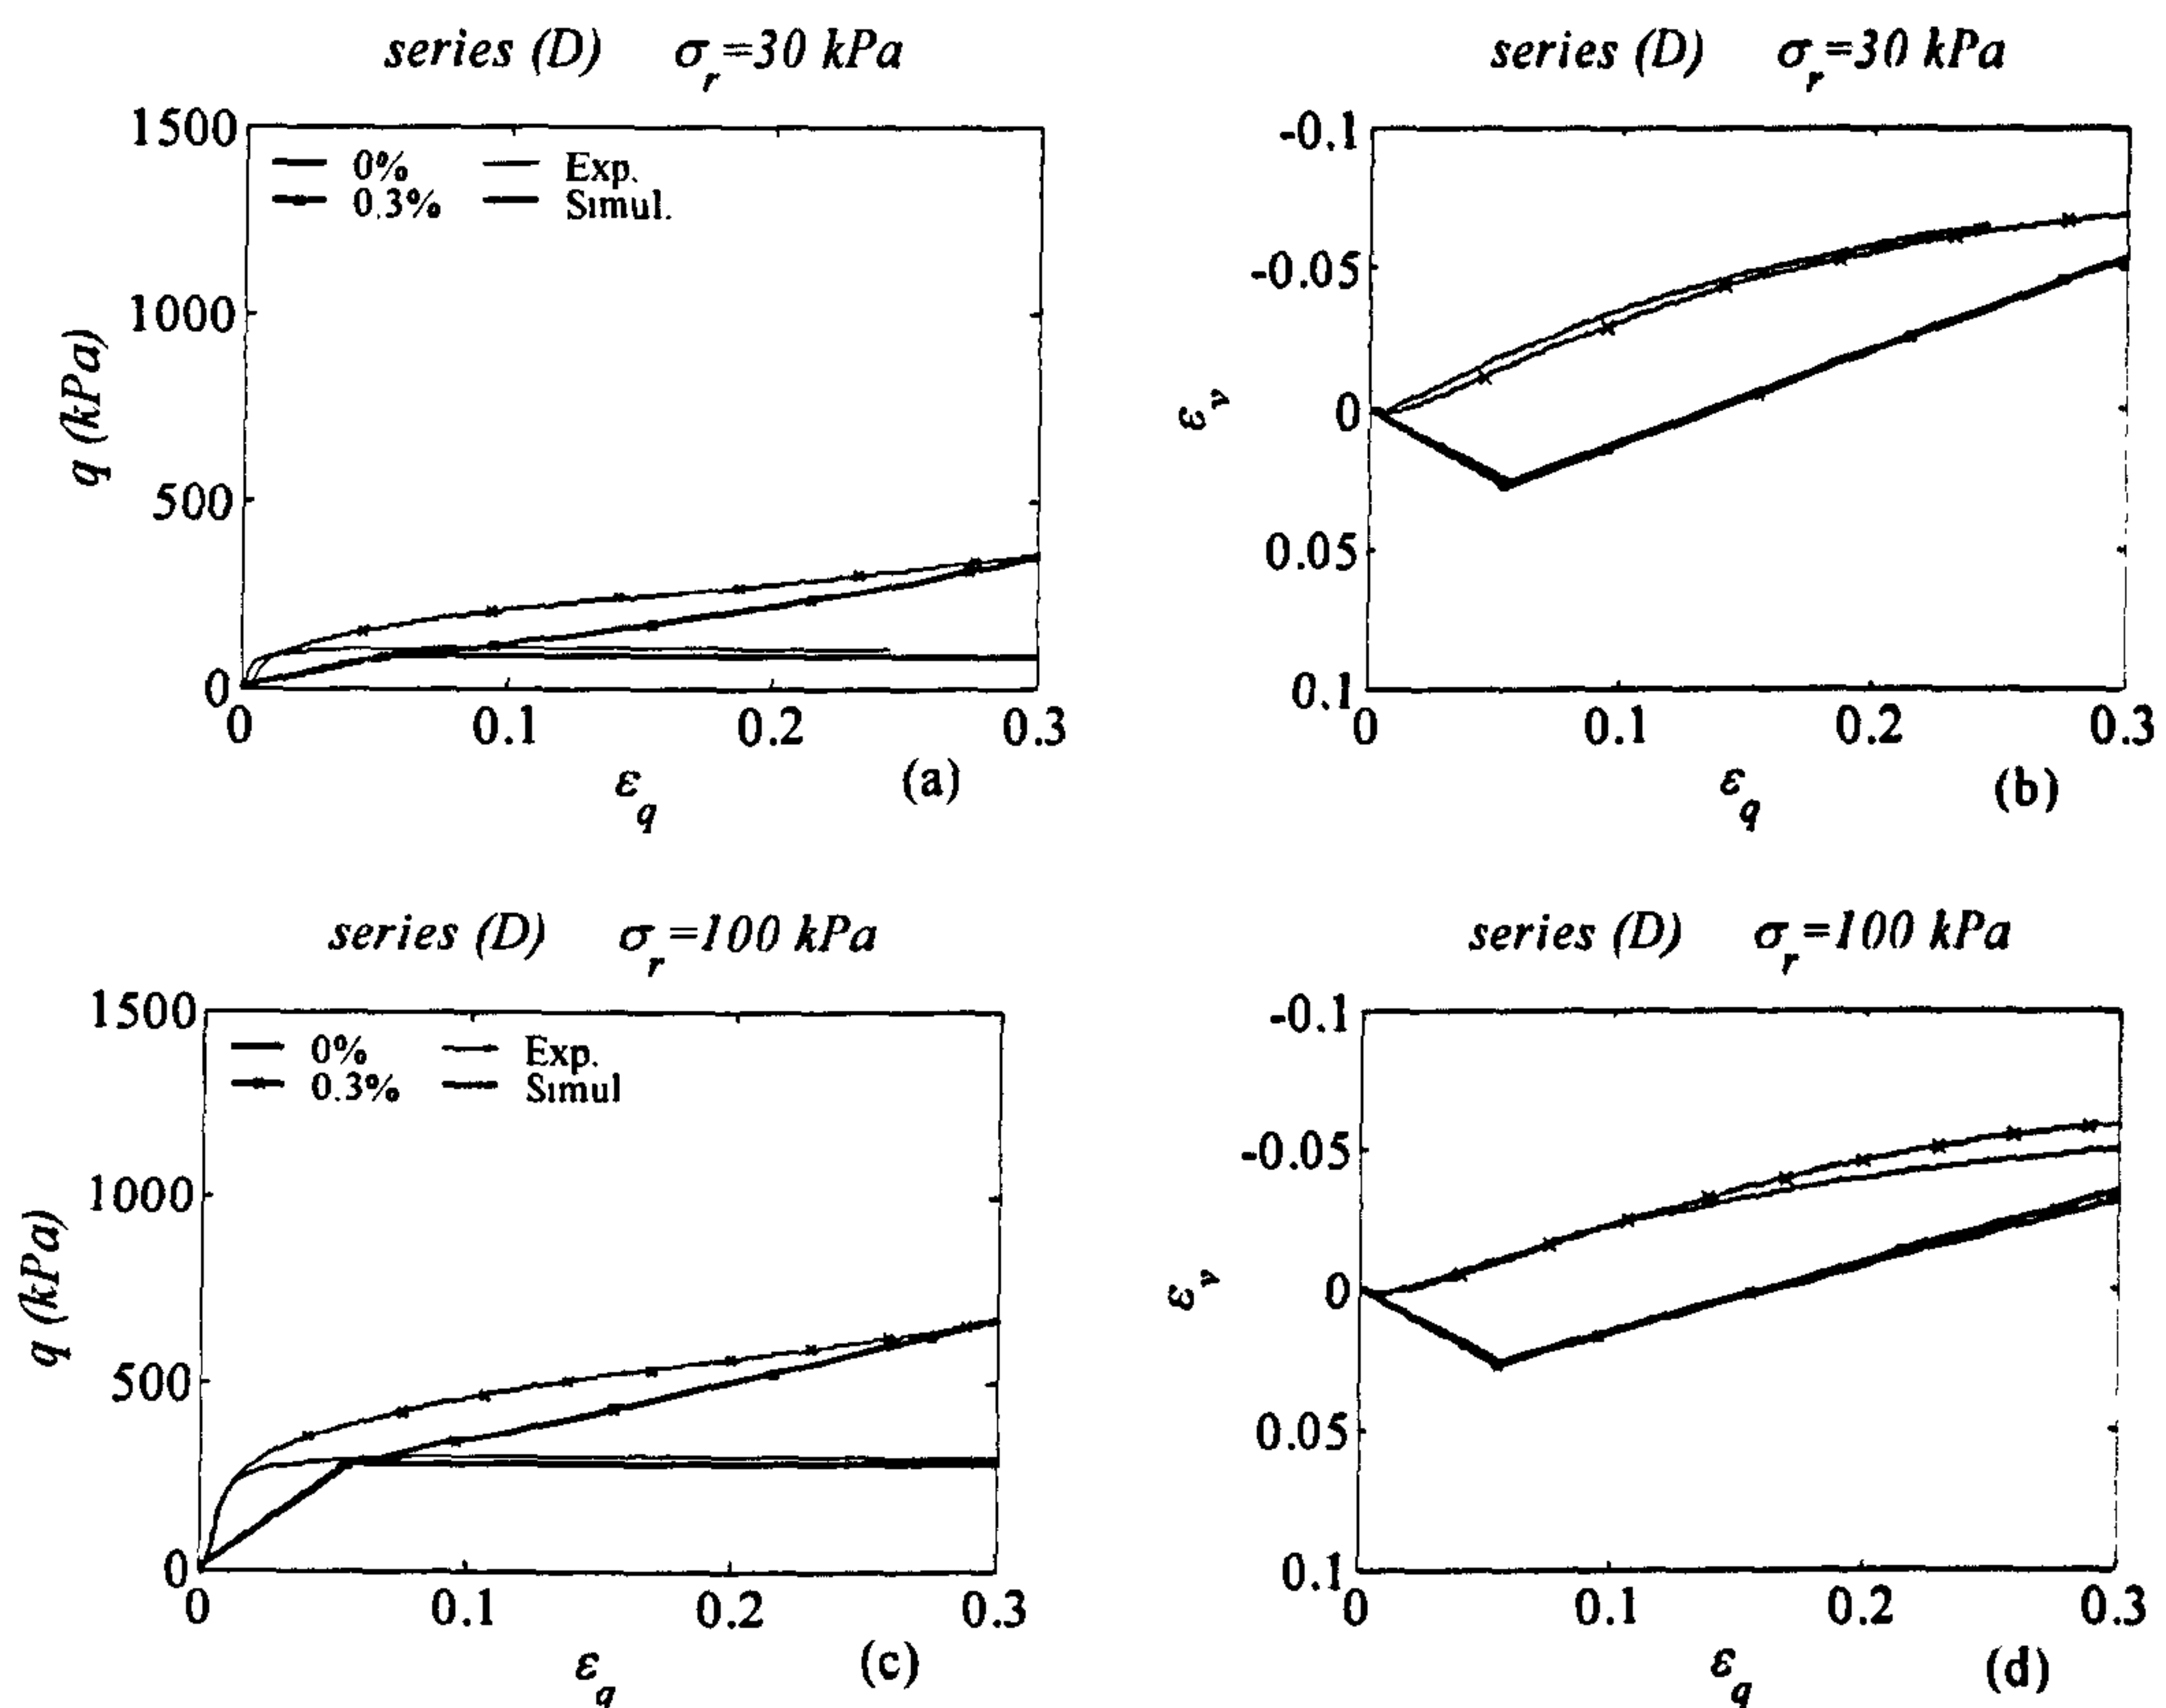 series (D) σr=30 kPa
1500
1000
500
0
0 0.1 0.2 0.3
q (kPa)
0% Exp.
0.3% Simul.
εq
(a)
series (D) σr=30 kPa
-0.1
-0.05
0
0.05
0.1
0 0.1 0.2 0.3
εv
εq
(b)
series (D) σr=100 kPa
1500
1000
500
0
0 0.1 0.2 0.3
q (kPa)
0% Exp.
0.3% Simul
εq
(c)
series (D) σr=100 kPa
-0.1
-0.05
0
0.05
0.1
0 0.1 0.2 0.3
εv
εq
(d)